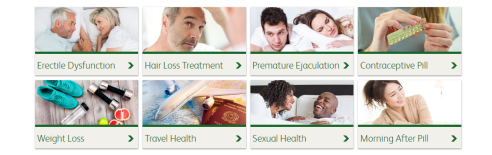 Erectile Dysfunction
Hair Loss Treatment
Premature Ejaculation
Contraceptive Pill
Weight Loss
Travel Health
Sexual Health
Morning After Pill